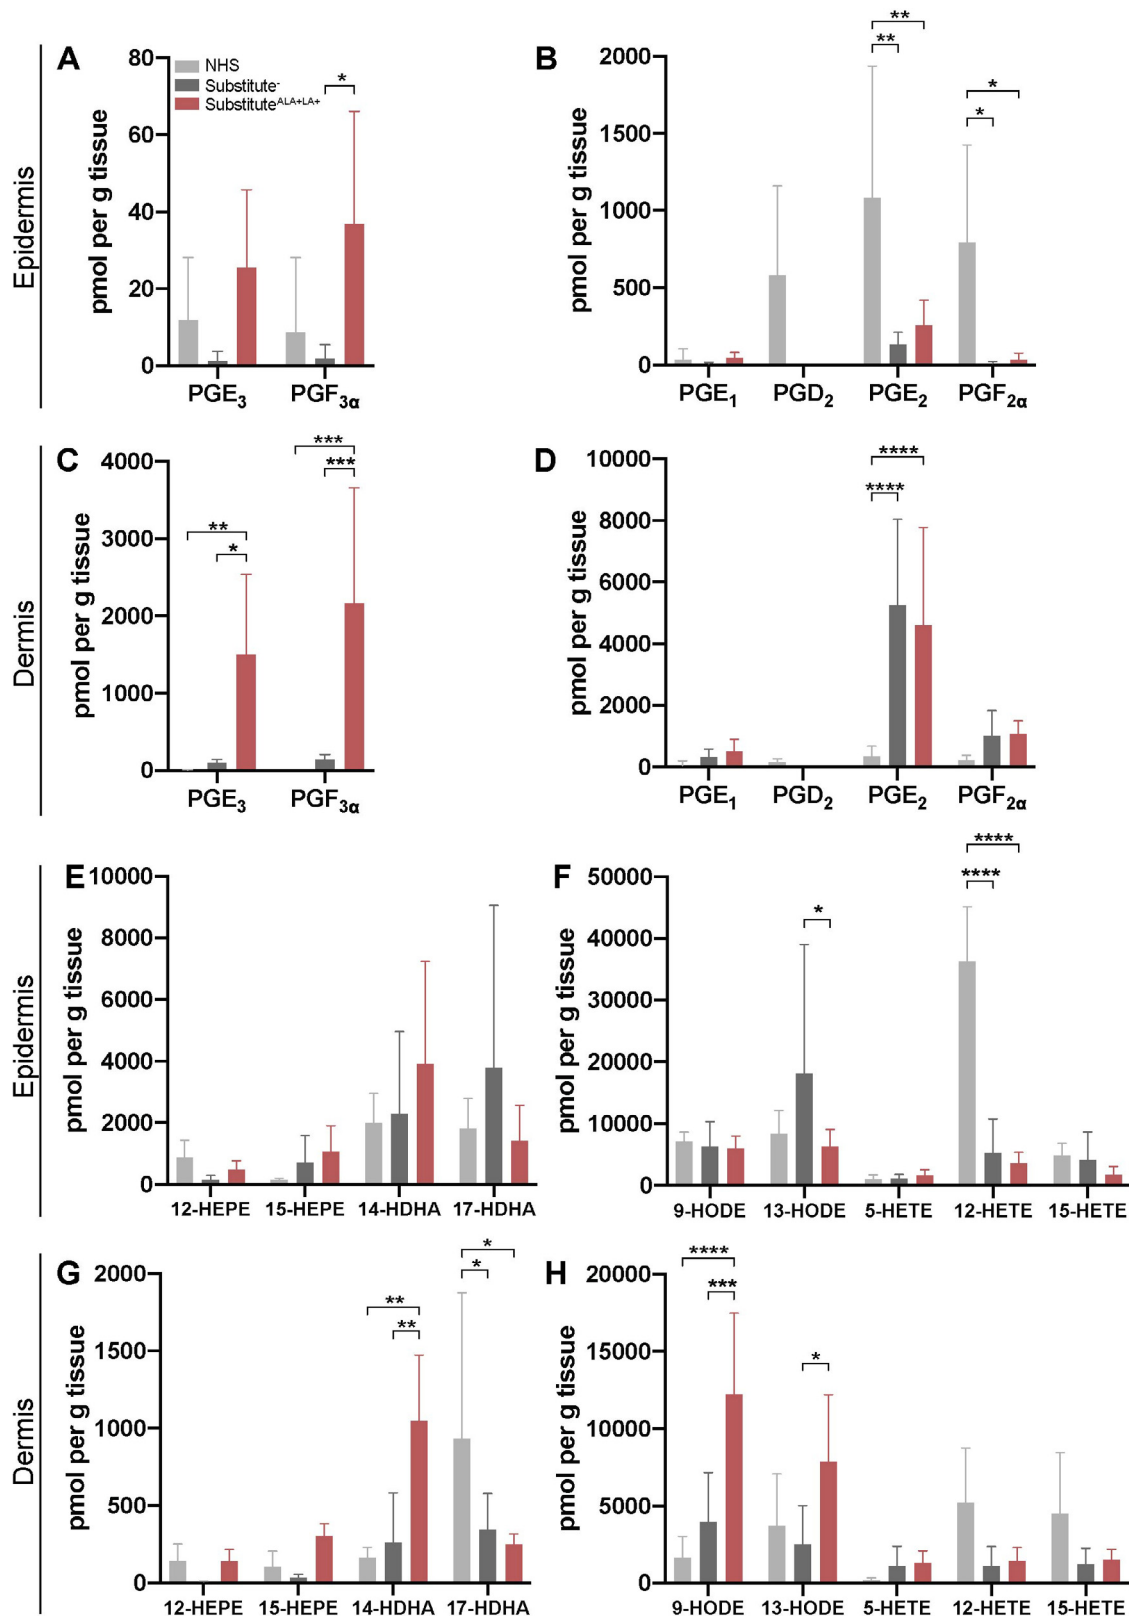 A
NHS
Substitute-
SubstituteALA+LA+
*
80
60
40
20
0
pmol per g tissue
PGE3
PGF3α
Epidermis
B
**
**
*
*
2000
1500
1000
500
0
pmol per g tissue
PGE1
PGD2
PGE2
PGF2α
C
***
***
**
*
4000
3000
2000
1000
0
pmol per g tissue
PGE3
PGF3α
Dermis
D
****
****
10000
8000
6000
4000
2000
0
pmol per g tissue
PGE1
PGD2
PGE2
PGF2α
E
10000
8000
6000
4000
2000
0
pmol per g tissue
12-HEPE
15-HEPE
14-HDHA
17-HDHA
Epidermis
F
****
****
*
50000
40000
30000
20000
10000
0
pmol per g tissue
9-HODE
13-HODE
5-HETE
12-HETE
15-HETE
G
*
*
**
**
2000
1500
1000
500
0
pmol per g tissue
12-HEPE
15-HEPE
14-HDHA
17-HDHA
Dermis
H
****
***
*
20000
15000
10000
5000
0
pmol per g tissue
9-HODE
13-HODE
5-HETE
12-HETE
15-HETE